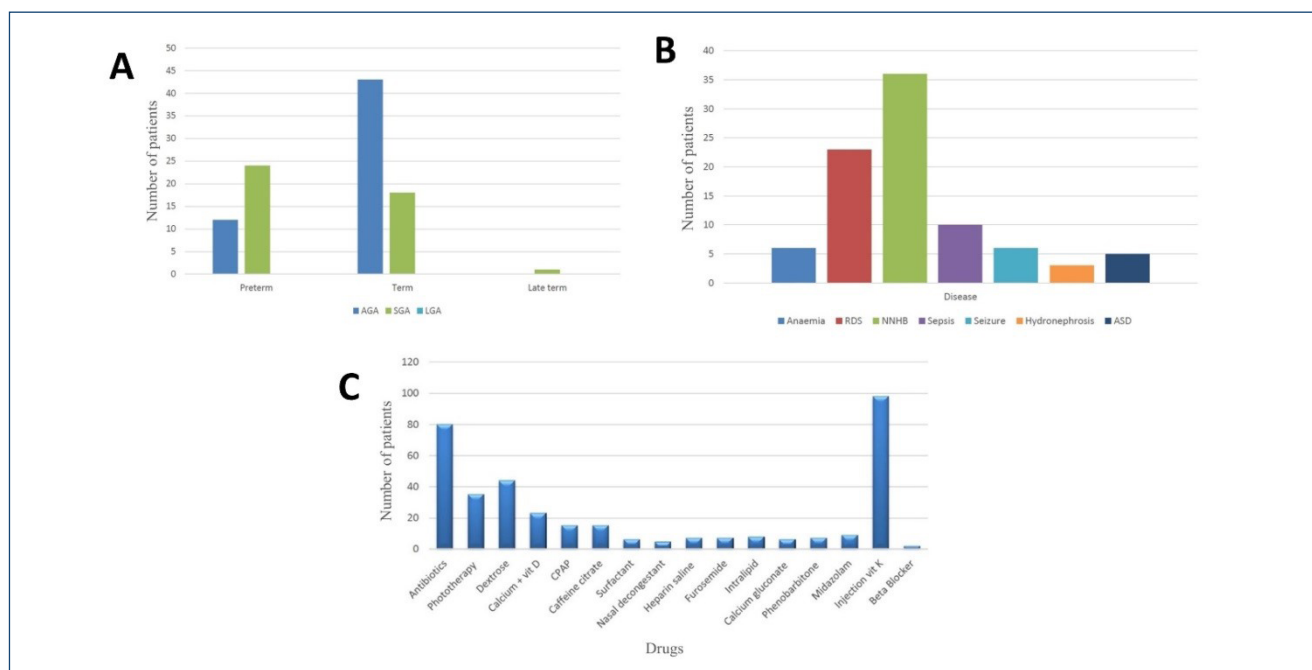 A
Number of patients
50
45
40
35
30
25
20
15
10
5
0
Preterm Term Late term
AGA SGA LGA
B
Number of patients
40
35
30
25
20
15
10
5
0
Disease
Anaemia RDS NNHB Sepsis Seizure Hydronephrosis ASD
C
Number of patients
120
100
80
60
40
20
0
Antibiotics
Phototherapy
Dextrose
Calcium + vit D
CPAP
Caffeine citrate
Surfactant
Nasal decongestant
Heparin saline
Furosemide
Intralipid
Calcium gluconate
Phenobarbitone
Midazolam
Injection vit K
Beta Blocker
Drugs